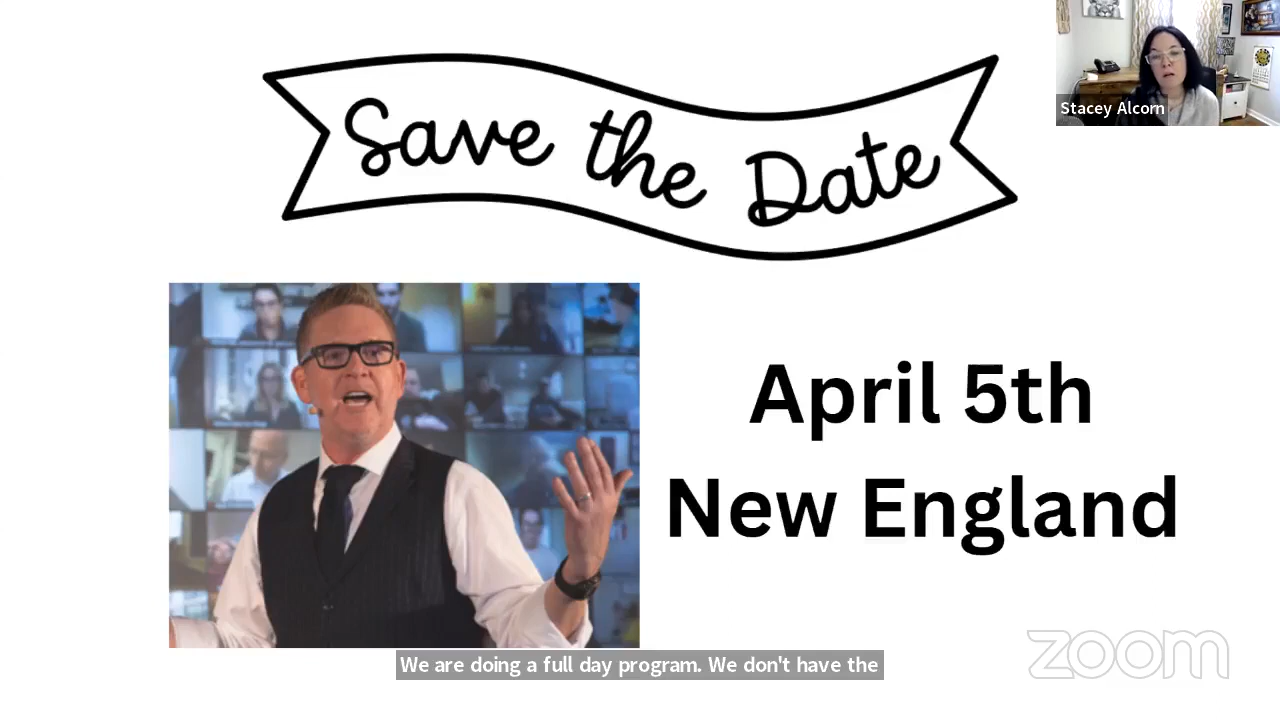 Save the Date
Stacey Alcorn
April 5th
New England
We are doing a full day program. We don't have the
zoom